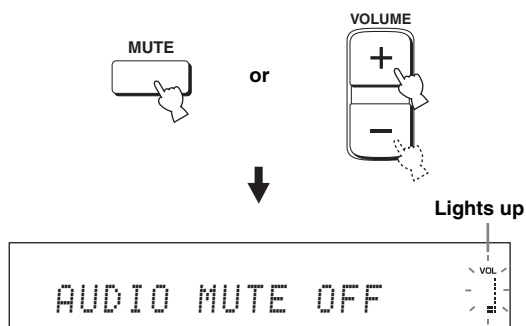 VOLUME
MUTE
or
+
−
Lights up
VOL
AUDIO MUTE OFF